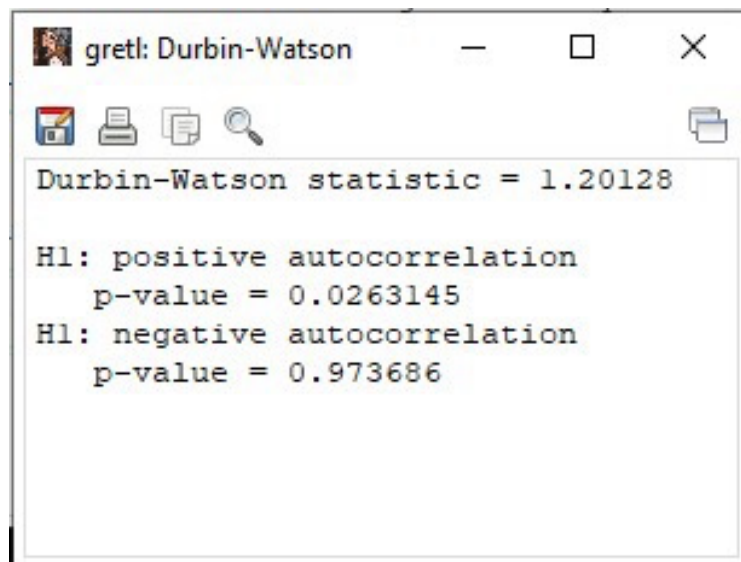 gretl: Durbin-Watson
Durbin-Watson statistic = 1.20128
H1: positive autocorrelation
p-value = 0.0263145
H1: negative autocorrelation
p-value = 0.973686